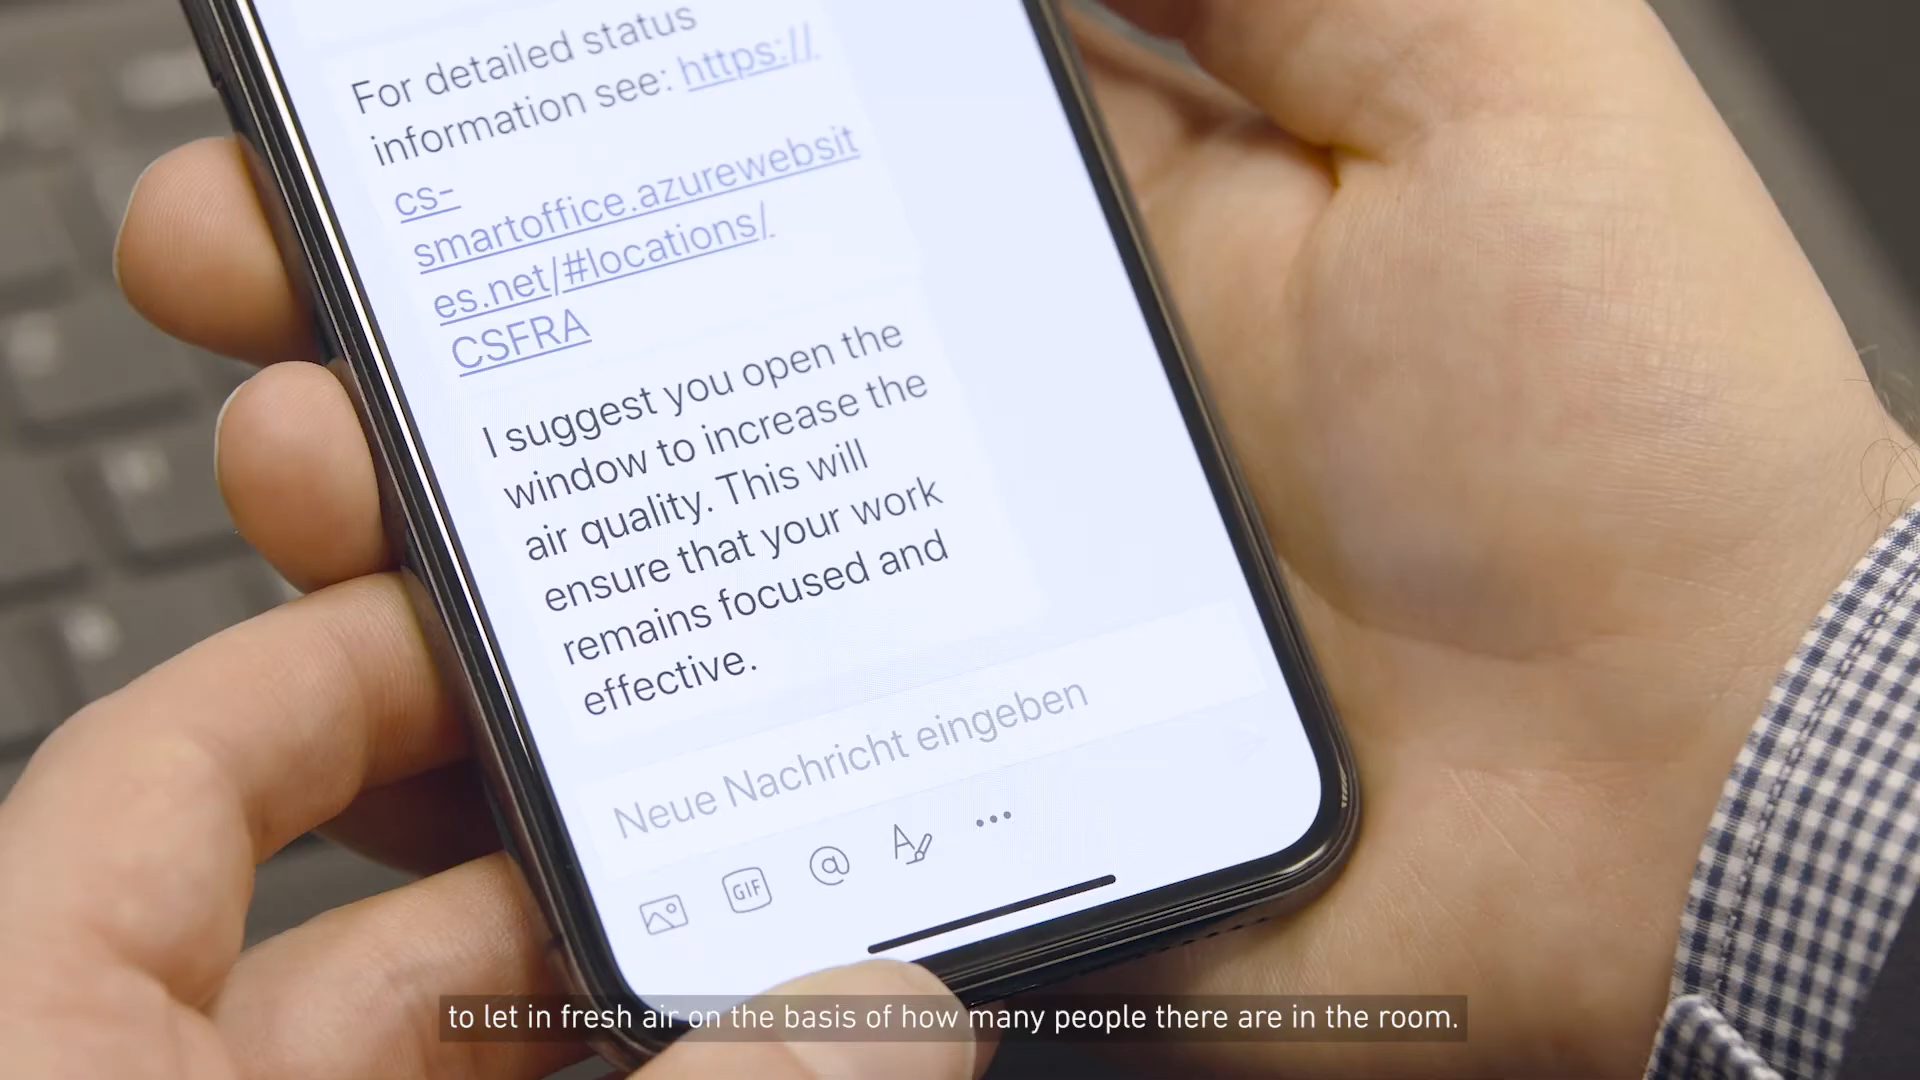 For detailed status
information see: https://
cs-
smartoffice.azurewebsit
es.net/#locations/
CSFRA
I suggest you open the
window to increase the
air quality. This will
ensure that your work
remains focused and
effective.
Neue Nachricht eingeben
GIF
to let in fresh air on the basis of how many people there are in the room.